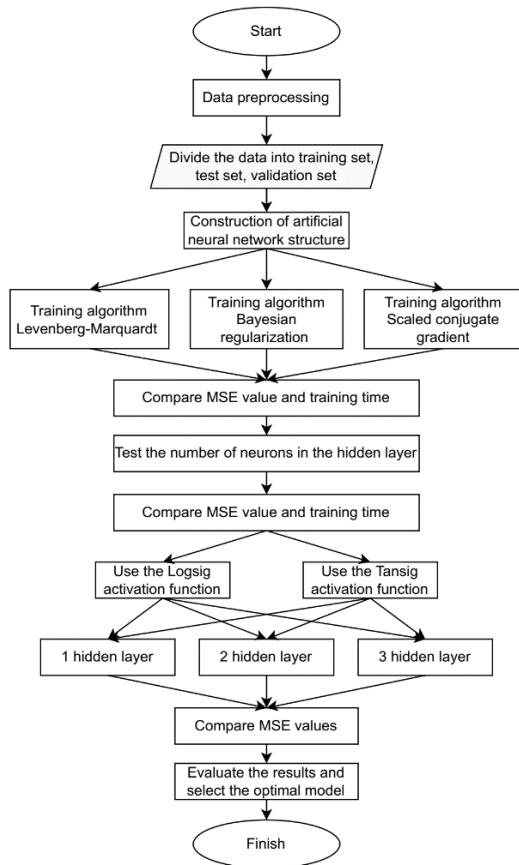 Start
Data preprocessing
Divide the data into training set,
test set, validation set
Construction of artificial
neural network structure
Training algorithm
Levenberg-Marquardt
Training algorithm
Bayesian
regularization
Training algorithm
Scaled conjugate
gradient
Compare MSE value and training time
Test the number of neurons in the hidden layer
Compare MSE value and training time
Use the Logsig
activation function
Use the Tansig
activation function
1 hidden layer
2 hidden layer
3 hidden layer
Compare MSE values
Evaluate the results and
select the optimal model
Finish